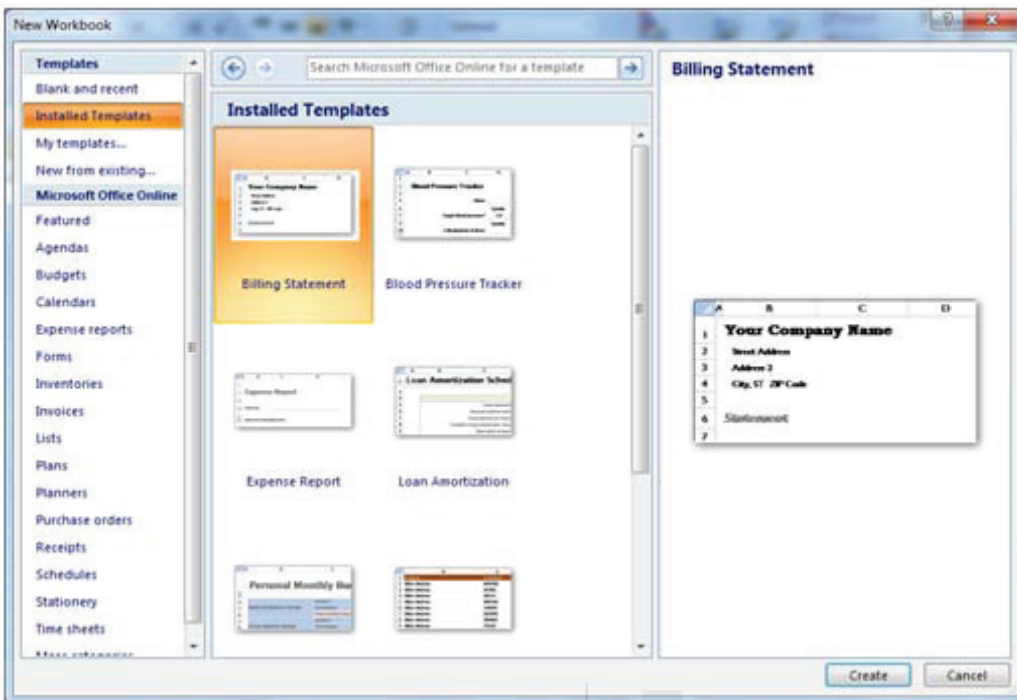 New Workbook
Templates
Blank and recent
Installed Templates
My templates...
New from existing...
Microsoft Office Online
Featured
Agendas
Budgets
Calendars
Expense reports
Forms
Inventories
Invoices
Lists
Plans
Planners
Purchase orders
Receipts
Schedules
Stationery
Time sheets
More categories
Search Microsoft Office Online for a template
Installed Templates
Your Company Name
Billing Statement
Blood Pressure Tracker
Blood Pressure Tracker
Expense Report
Expense Report
Loan Amortization Sched
Loan Amortization
Personal Monthly Bu
Billing Statement
A B C D
1 Your Company Name
2 Street Address
3 Address 2
4 City, ST ZIP Code
5
6 Statement
7
Create Cancel